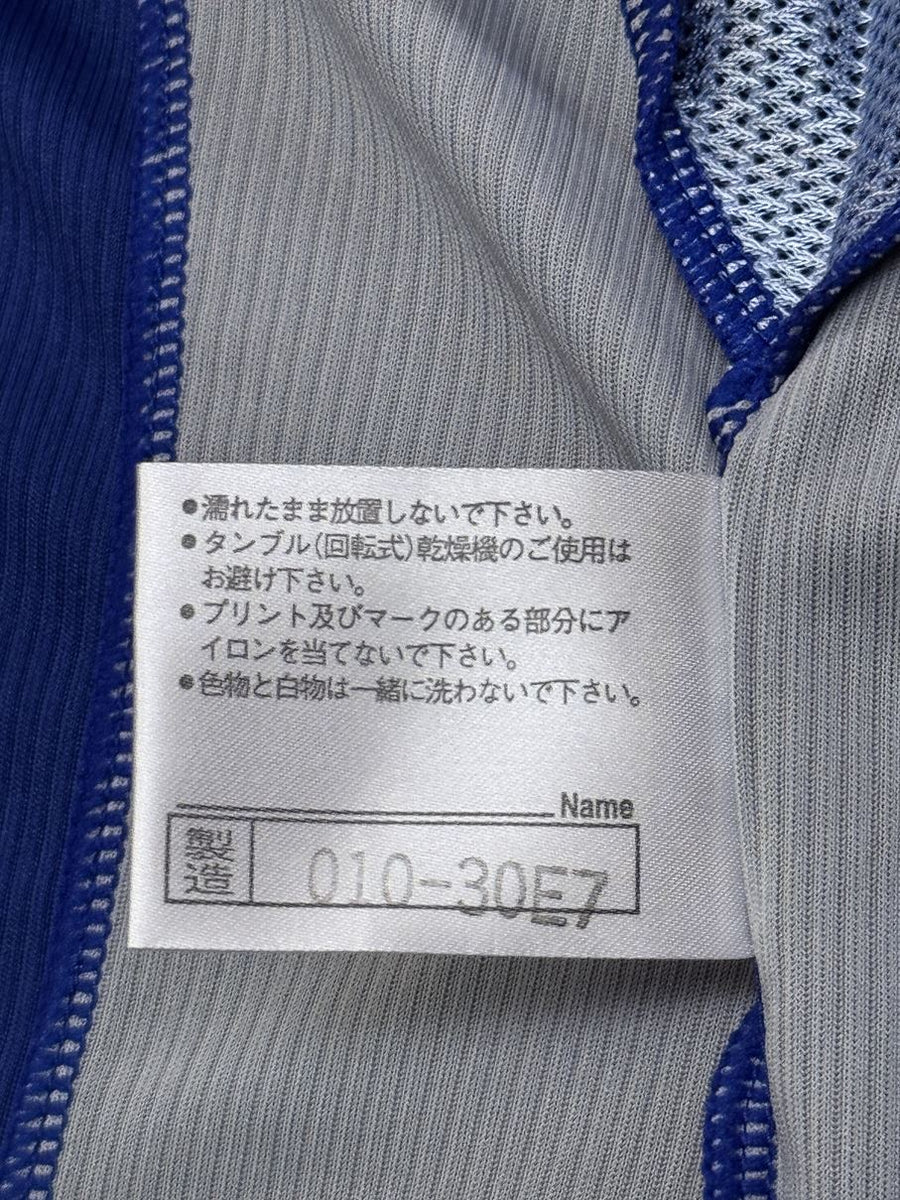 ●濡れたまま放置しないで下さい。
●タンブル(回転式)乾燥機のご使用は
お避け下さい。
●プリント及びマークのある部分にア
イロンを当てないで下さい。
●色物と白物は一緒に洗わないで下さい。
Name
製造 010-30E7